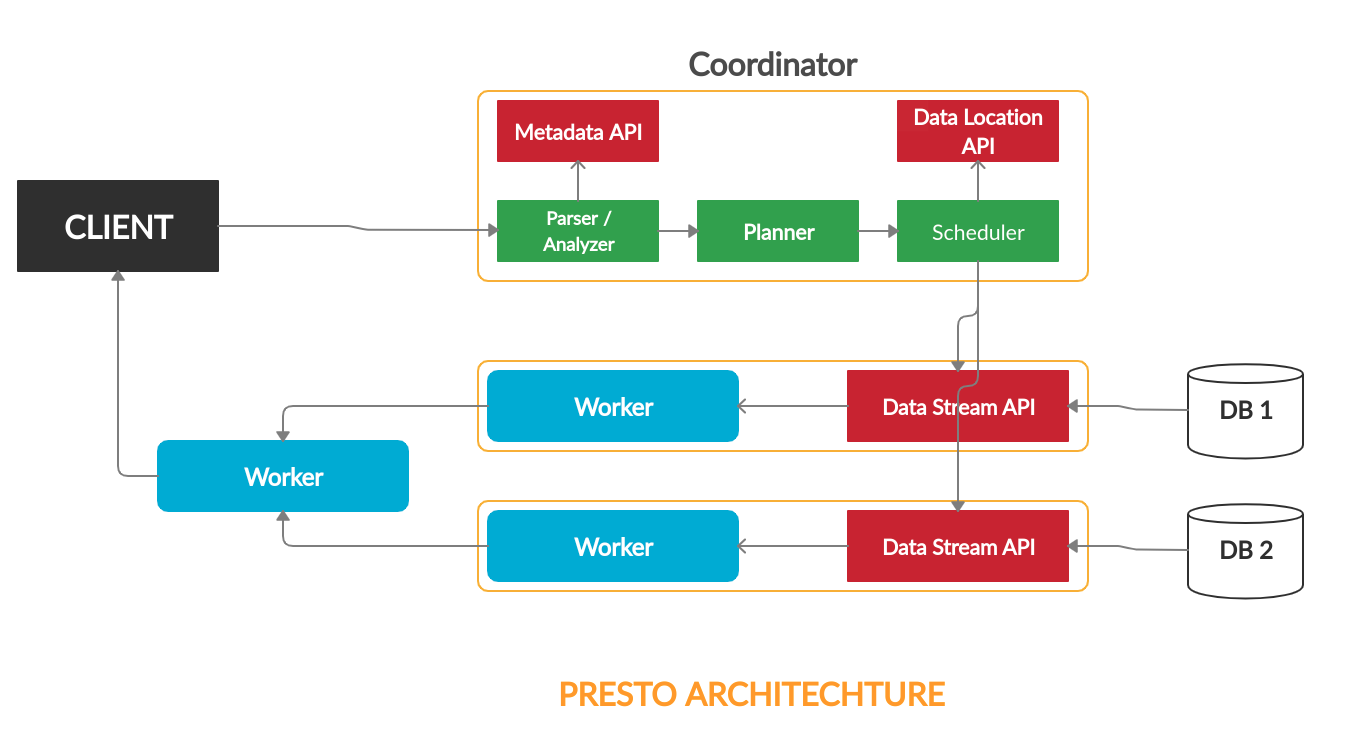 Coordinator
Metadata API
Data Location
API
CLIENT
Parser /
Analyzer
Planner
Scheduler
Worker
Data Stream API
DB 1
Worker
Worker
Data Stream API
DB 2
PRESTO ARCHITECHTURE